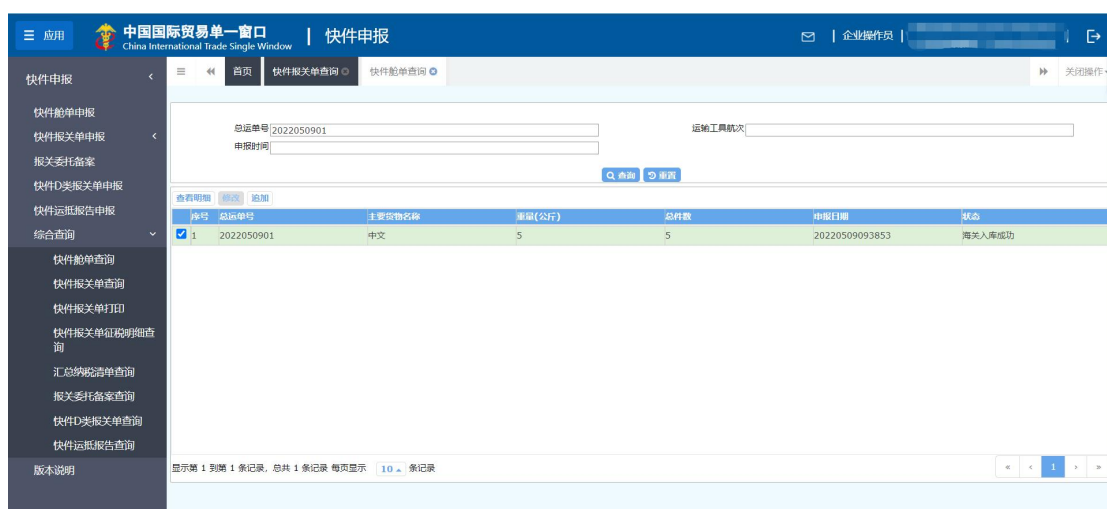 应用
中国国际贸易单一窗口
China International Trade Single Window
快件申报
企业操作员
快件申报
首页
快件报关单查询
快件舱单查询
关闭操作
快件舱单申报
快件报关单申报
报关委托备案
快件D类报关单申报
快件运抵报告申报
综合查询
快件舱单查询
快件报关单查询
快件报关单打印
快件报关单征税明细查
询
汇总纳税清单查询
报关委托备案查询
快件D类报关单查询
快件运抵报告查询
版本说明
总运单号 2022050901
运输工具航次
申报时间
查询 重置
查看明细 修改 追加
序号 总运单号 主要货物名称 重量(公斤) 总件数 申报日期 状态
1 2022050901 中文 5 5 20220509093853 海关入库成功
显示第 1 到第 1 条记录, 总共 1 条记录 每页显示 10 条记录
« ‹ 1 › »